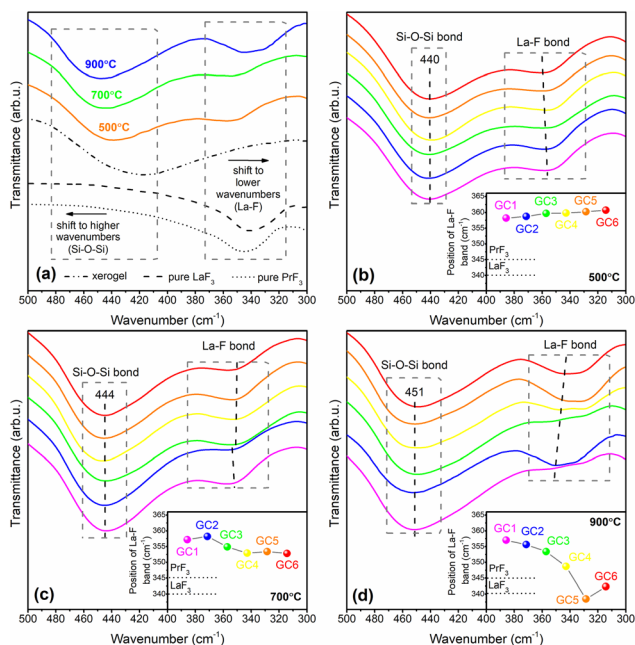 (a)
900°C
700°C
500°C
shift to
lower
wavenumbers
(La-F)
shift to higher
wavenumbers
(Si-O-Si)
xerogel
pure LaF3
pure PrF3
Transmittance (arb.u.)
500 480 460 440 420 400 380 360 340 320 300
Wavenumber (cm-1)
(b)
Si-O-Si bond
La-F bond
440
Transmittance (arb.u.)
Position of La-F
band (cm-1)
365
360
355
350
345
340
GC1
GC2
GC3
GC4
GC5
GC6
PrF3
LaF3
500°C
500 480 460 440 420 400 380 360 340 320 300
Wavenumber (cm-1)
(c)
Si-O-Si bond
La-F bond
444
Transmittance (arb.u.)
Position of La-F
band (cm-1)
365
360
355
350
345
340
GC1
GC2
GC3
GC4
GC5
GC6
PrF3
LaF3
700°C
500 480 460 440 420 400 380 360 340 320 300
Wavenumber (cm-1)
(d)
Si-O-Si bond
La-F bond
451
Transmittance (arb.u.)
Position of La-F
band (cm-1)
365
360
355
350
345
340
GC1
GC2
GC3
GC4
GC5
GC6
PrF3
LaF3
900°C
500 480 460 440 420 400 380 360 340 320 300
Wavenumber (cm-1)